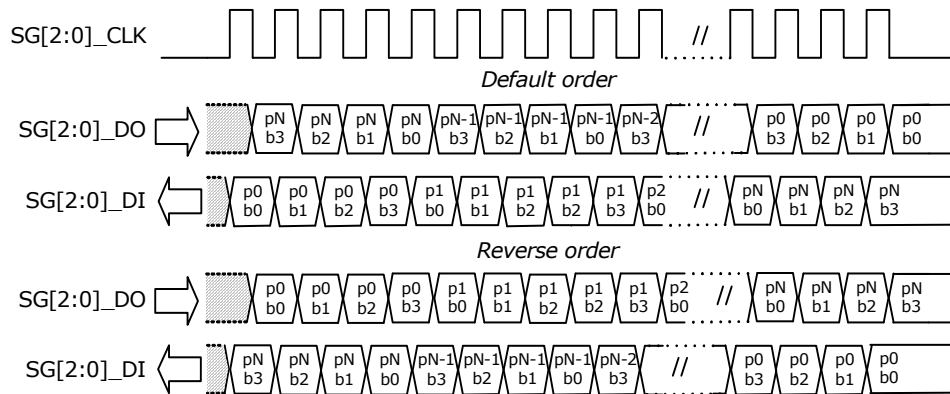 SG[2:0]_CLK //
Default order
pN pN pN pN pN-1 pN-1 pN-1 pN-1 pN-2 p0 p0 p0 p0
SG[2:0]_DO //
b3 b2 b1 b0 b3 b2 b1 b0 b3 b3 b2 b1 b0
p0 p0 p0 p0 p1 p1 p1 p1 p1 p2 pN pN pN pN
SG[2:0]_DI //
b0 b1 b2 b3 b0 b1 b2 b2 b3 b0 b0 b1 b2 b3
Reverse order
p0 p0 p0 p0 p1 p1 p1 p1 p1 p2 pN pN pN pN
SG[2:0]_DO //
b0 b1 b2 b3 b0 b1 b2 b2 b3 b0 b0 b1 b2 b3
pN pN pN pN pN-1 pN-1 pN-1 pN-1 pN-2 p0 p0 p0 p0
SG[2:0]_DI //
b3 b2 b1 b0 b3 b2 b1 b0 b3 b3 b2 b1 b0